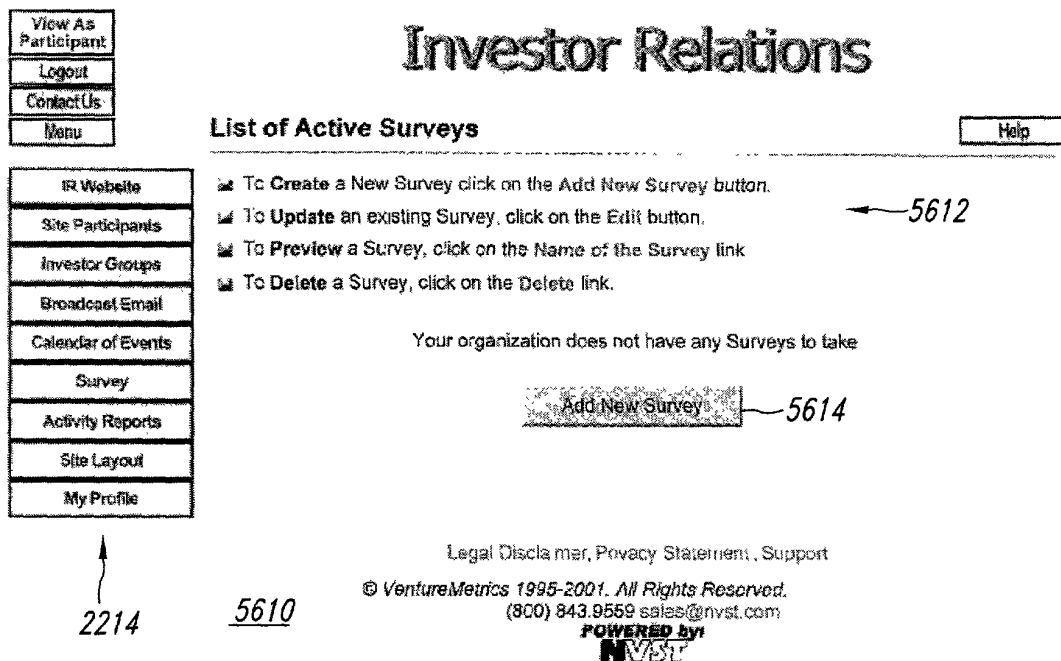 View As
Participant
Logout
Contact Us
Menu
Investor Relations
List of Active Surveys
Help
IR Website
Site Participants
Investor Groups
Broadcast Email
Calendar of Events
Survey
Activity Reports
Site Layout
My Profile
To Create a New Survey click on the Add New Survey button.
To Update an existing Survey, click on the Edit button.
To Preview a Survey, click on the Name of the Survey link
To Delete a Survey, click on the Delete link.
5612
Your organization does not have any Surveys to take
Add New Survey
5614
2214
5610
Legal Disclaimer, Privacy Statement, Support
© VentureMetrics 1995-2001. All Rights Reserved.
(800) 843.9559 sales@nvst.com
POWERED by:
NVST